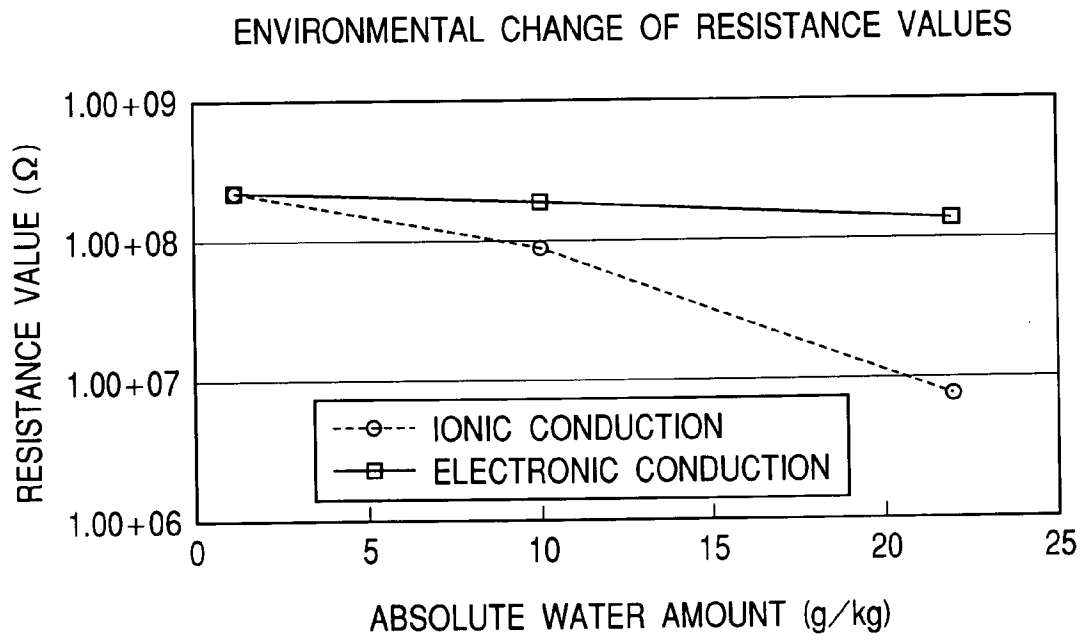 ENVIRONMENTAL CHANGE OF RESISTANCE VALUES
1.00+09
1.00+08
1.00+07
1.00+06
RESISTANCE VALUE (Ω)
IONIC CONDUCTION
ELECTRONIC CONDUCTION
0 5 10 15 20 25
ABSOLUTE WATER AMOUNT (g/kg)